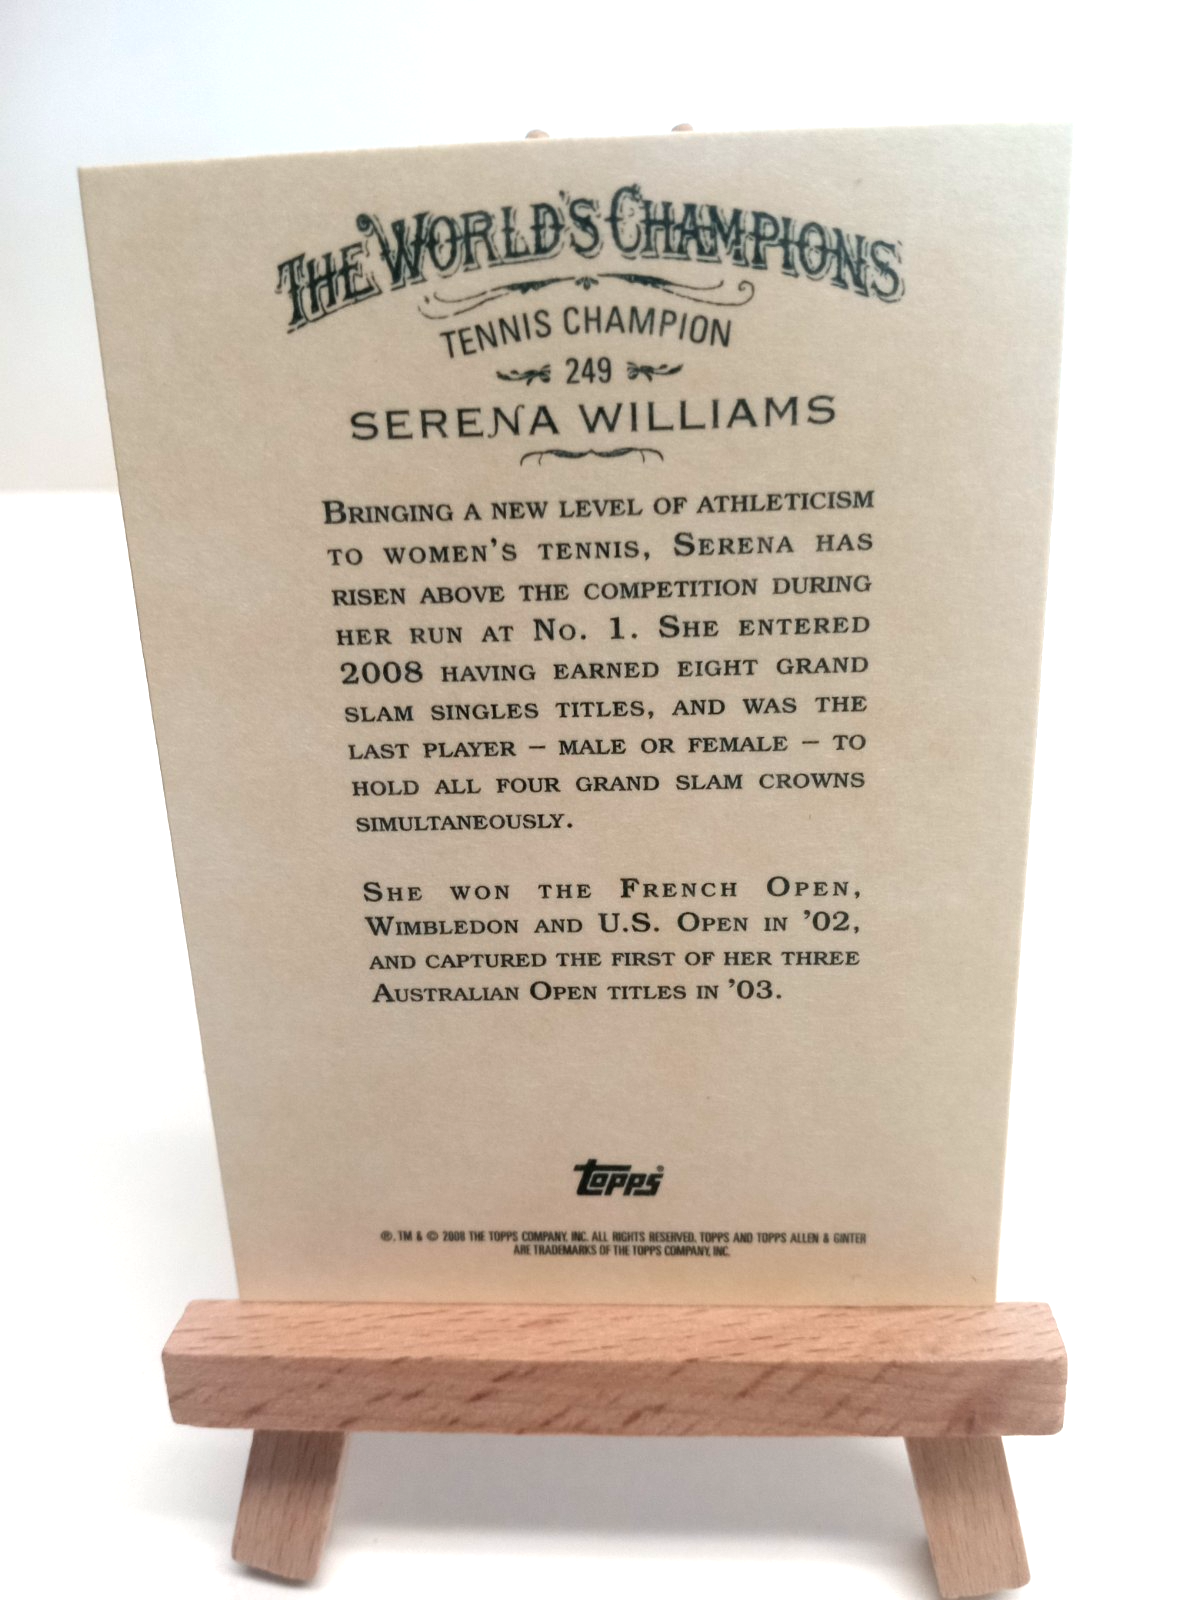 The World's Champions
TENNIS CHAMPION
249
SERENA WILLIAMS
Bringing a new level of athleticism
to women's tennis, Serena has
risen above the competition during
her run at No. 1. She entered
2008 having earned eight grand
slam singles titles, and was the
last player – male or female – to
hold all four grand slam crowns
simultaneously.
She won the French Open,
Wimbledon and U.S. Open in '02,
and captured the first of her three
Australian Open titles in '03.
Topps®
®, TM & © 2008 THE TOPPS COMPANY, INC. ALL RIGHTS RESERVED. TOPPS AND TOPPS ALLEN & GINTER
ARE TRADEMARKS OF THE TOPPS COMPANY, INC.